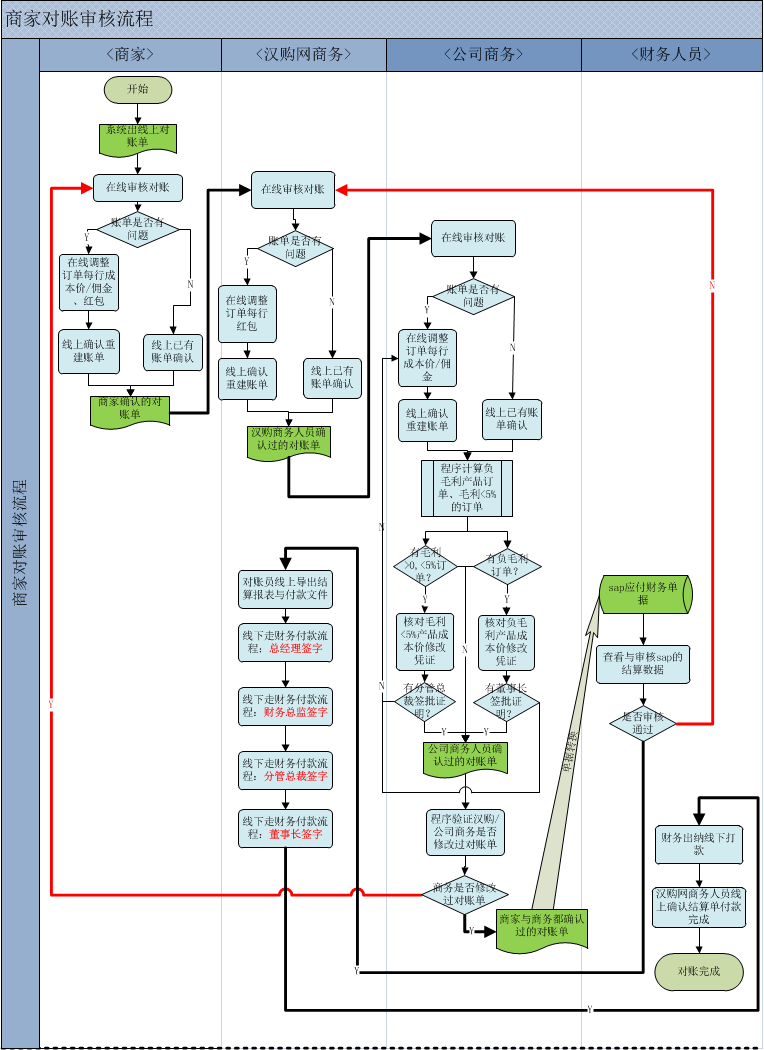 商家对账审核流程
<商家>
<汉购网商务>
<公司商务>
<财务人员>
商家对账审核流程
开始
系统出线上对
账单
在线审核对账
账单是否有
问题
Y
N
在线调整
订单每行成
本价/佣金
、红包
线上确认重
建账单
线上已有
账单确认
商家确认的对
账单
在线审核对账
账单是否有
问题
Y
N
在线调整
订单每行
红包
线上确认
重建账单
线上已有
账单确认
汉购商务人员确
认过的对账单
在线审核对账
账单是否有
问题
Y
N
在线调整
订单每行
成本价/佣
金
线上确认
重建账单
线上已有账
单确认
程序计算负
毛利产品订
单、毛利<5%
的订单
N
有毛利
>0,<5%订
单？
有负毛利
订单？
Y
Y
N
核对毛利
<5%产品成
本价修改
凭证
核对负毛
利产品成
本价修改
凭证
N
有分管总
裁签批证
明？
有董事长
签批证
明？
Y
Y
公司商务人员确
认过的对账单
程序验证汉购/
公司商务是否
修改过对账单
商务是否修改
过对账单
Y
Y
商家与商务都确认
过的对账单
单据转换
对账员线上导出结
算报表与付款文件
线下走财务付款流
程：总经理签字
线下走财务付款流
程：财务总监签字
线下走财务付款流
程：分管总裁签字
线下走财务付款流
程：董事长签字
sap应付财务单
据
查看与审核sap的
结算数据
是否审核
通过
N
Y
Y
财务出纳线下打
款
汉购网商务人员线
上确认结算单付款
完成
对账完成